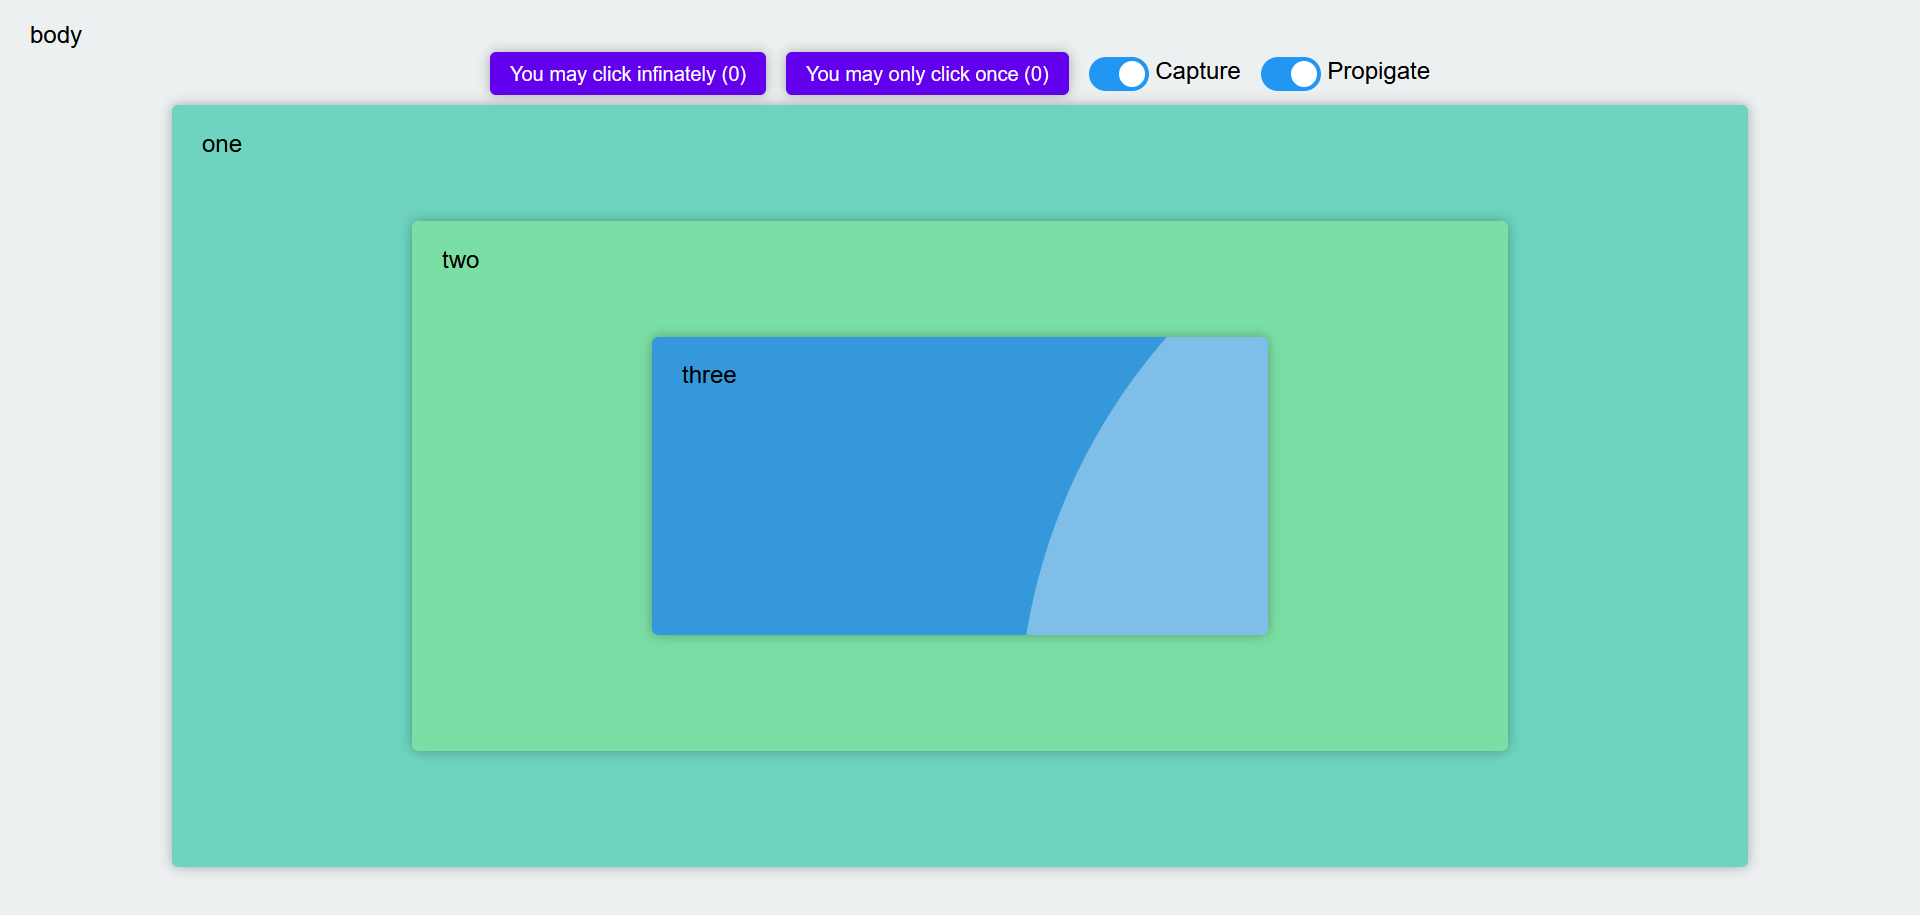 body
You may click infinately (0) You may only click once (0) Capture Propigate
one
two
three